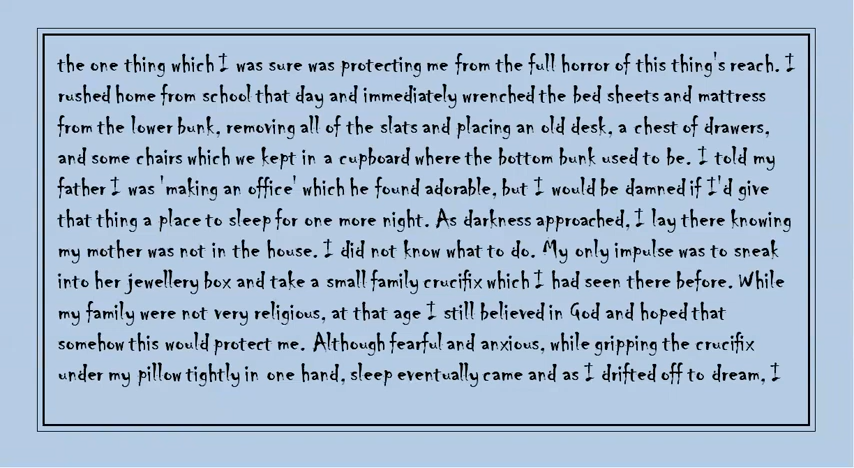 the one thing which I was sure was protecting me from the full horror of this thing's reach. I
rushed home from school that day and immediately wrenched the bed sheets and mattress
from the lower bunk, removing all of the slats and placing an old desk, a chest of drawers,
and some chairs which we kept in a cupboard where the bottom bunk used to be. I told my
father I was 'making an office' which he found adorable, but I would be damned if I'd give
that thing a place to sleep for one more night. As darkness approached, I lay there knowing
my mother was not in the house. I did not know what to do. My only impulse was to sneak
into her jewellery box and take a small family crucifix which I had seen there before. While
my family were not very religious, at that age I still believed in God and hoped that
somehow this would protect me. Although fearful and anxious, while gripping the crucifix
under my pillow tightly in one hand, sleep eventually came and as I drifted off to dream, I